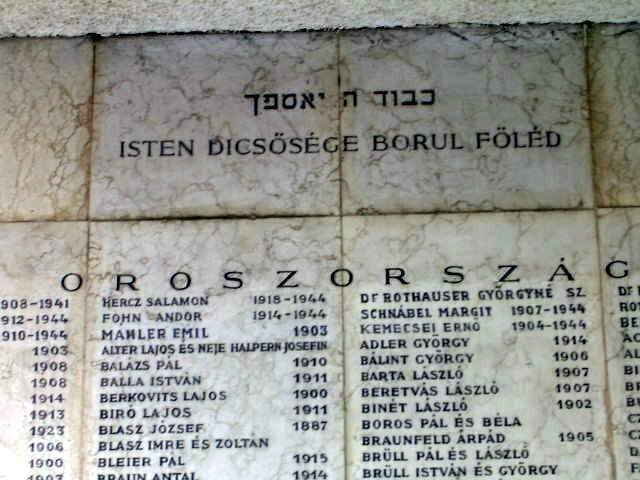 כבוד ה׳ יאספך
ISTEN DICSŐSÉGE BORUL FÖLÉD
OROSZORSZÁG
1908-1941
1912-1944
1910-1944
1903
1908
1908
1914
1913
1923
1906
1900
HERCZ SALAMON 1918-1944
FOHN ANDOR 1914-1944
MAHLER EMIL 1903
ALTER LAJOS ÉS NEJE HALPERN JOSEFIN
BALÁZS PÁL 1910
BALLA ISTVÁN 1911
BERKOVITS LAJOS 1900
BIRÓ LAJOS 1911
BLASZ JÓZSEF 1887
BLASZ IMRE ÉS ZOLTÁN
BLEIER PÁL 1915
BRAUN ANTAL 1914
Dr ROTHAUSER GYÖRGYNÉ SZ.
SCHNÁBEL MARGIT 1907-1944
KEMECSEI ERNŐ 1904-1944
ADLER GYÖRGY 1914
BÁLINT GYÖRGY 1906
BARTA LÁSZLÓ 1907
BERETVÁS LÁSZLÓ 1907
BINÉT LÁSZLÓ 1902
BOROS PÁL ÉS BÉLA
BRAUNFELD ÁRPÁD 1905
BRÜLL PÁL ÉS LÁSZLÓ
BRÜLL ISTVÁN ÉS GYÖRGY